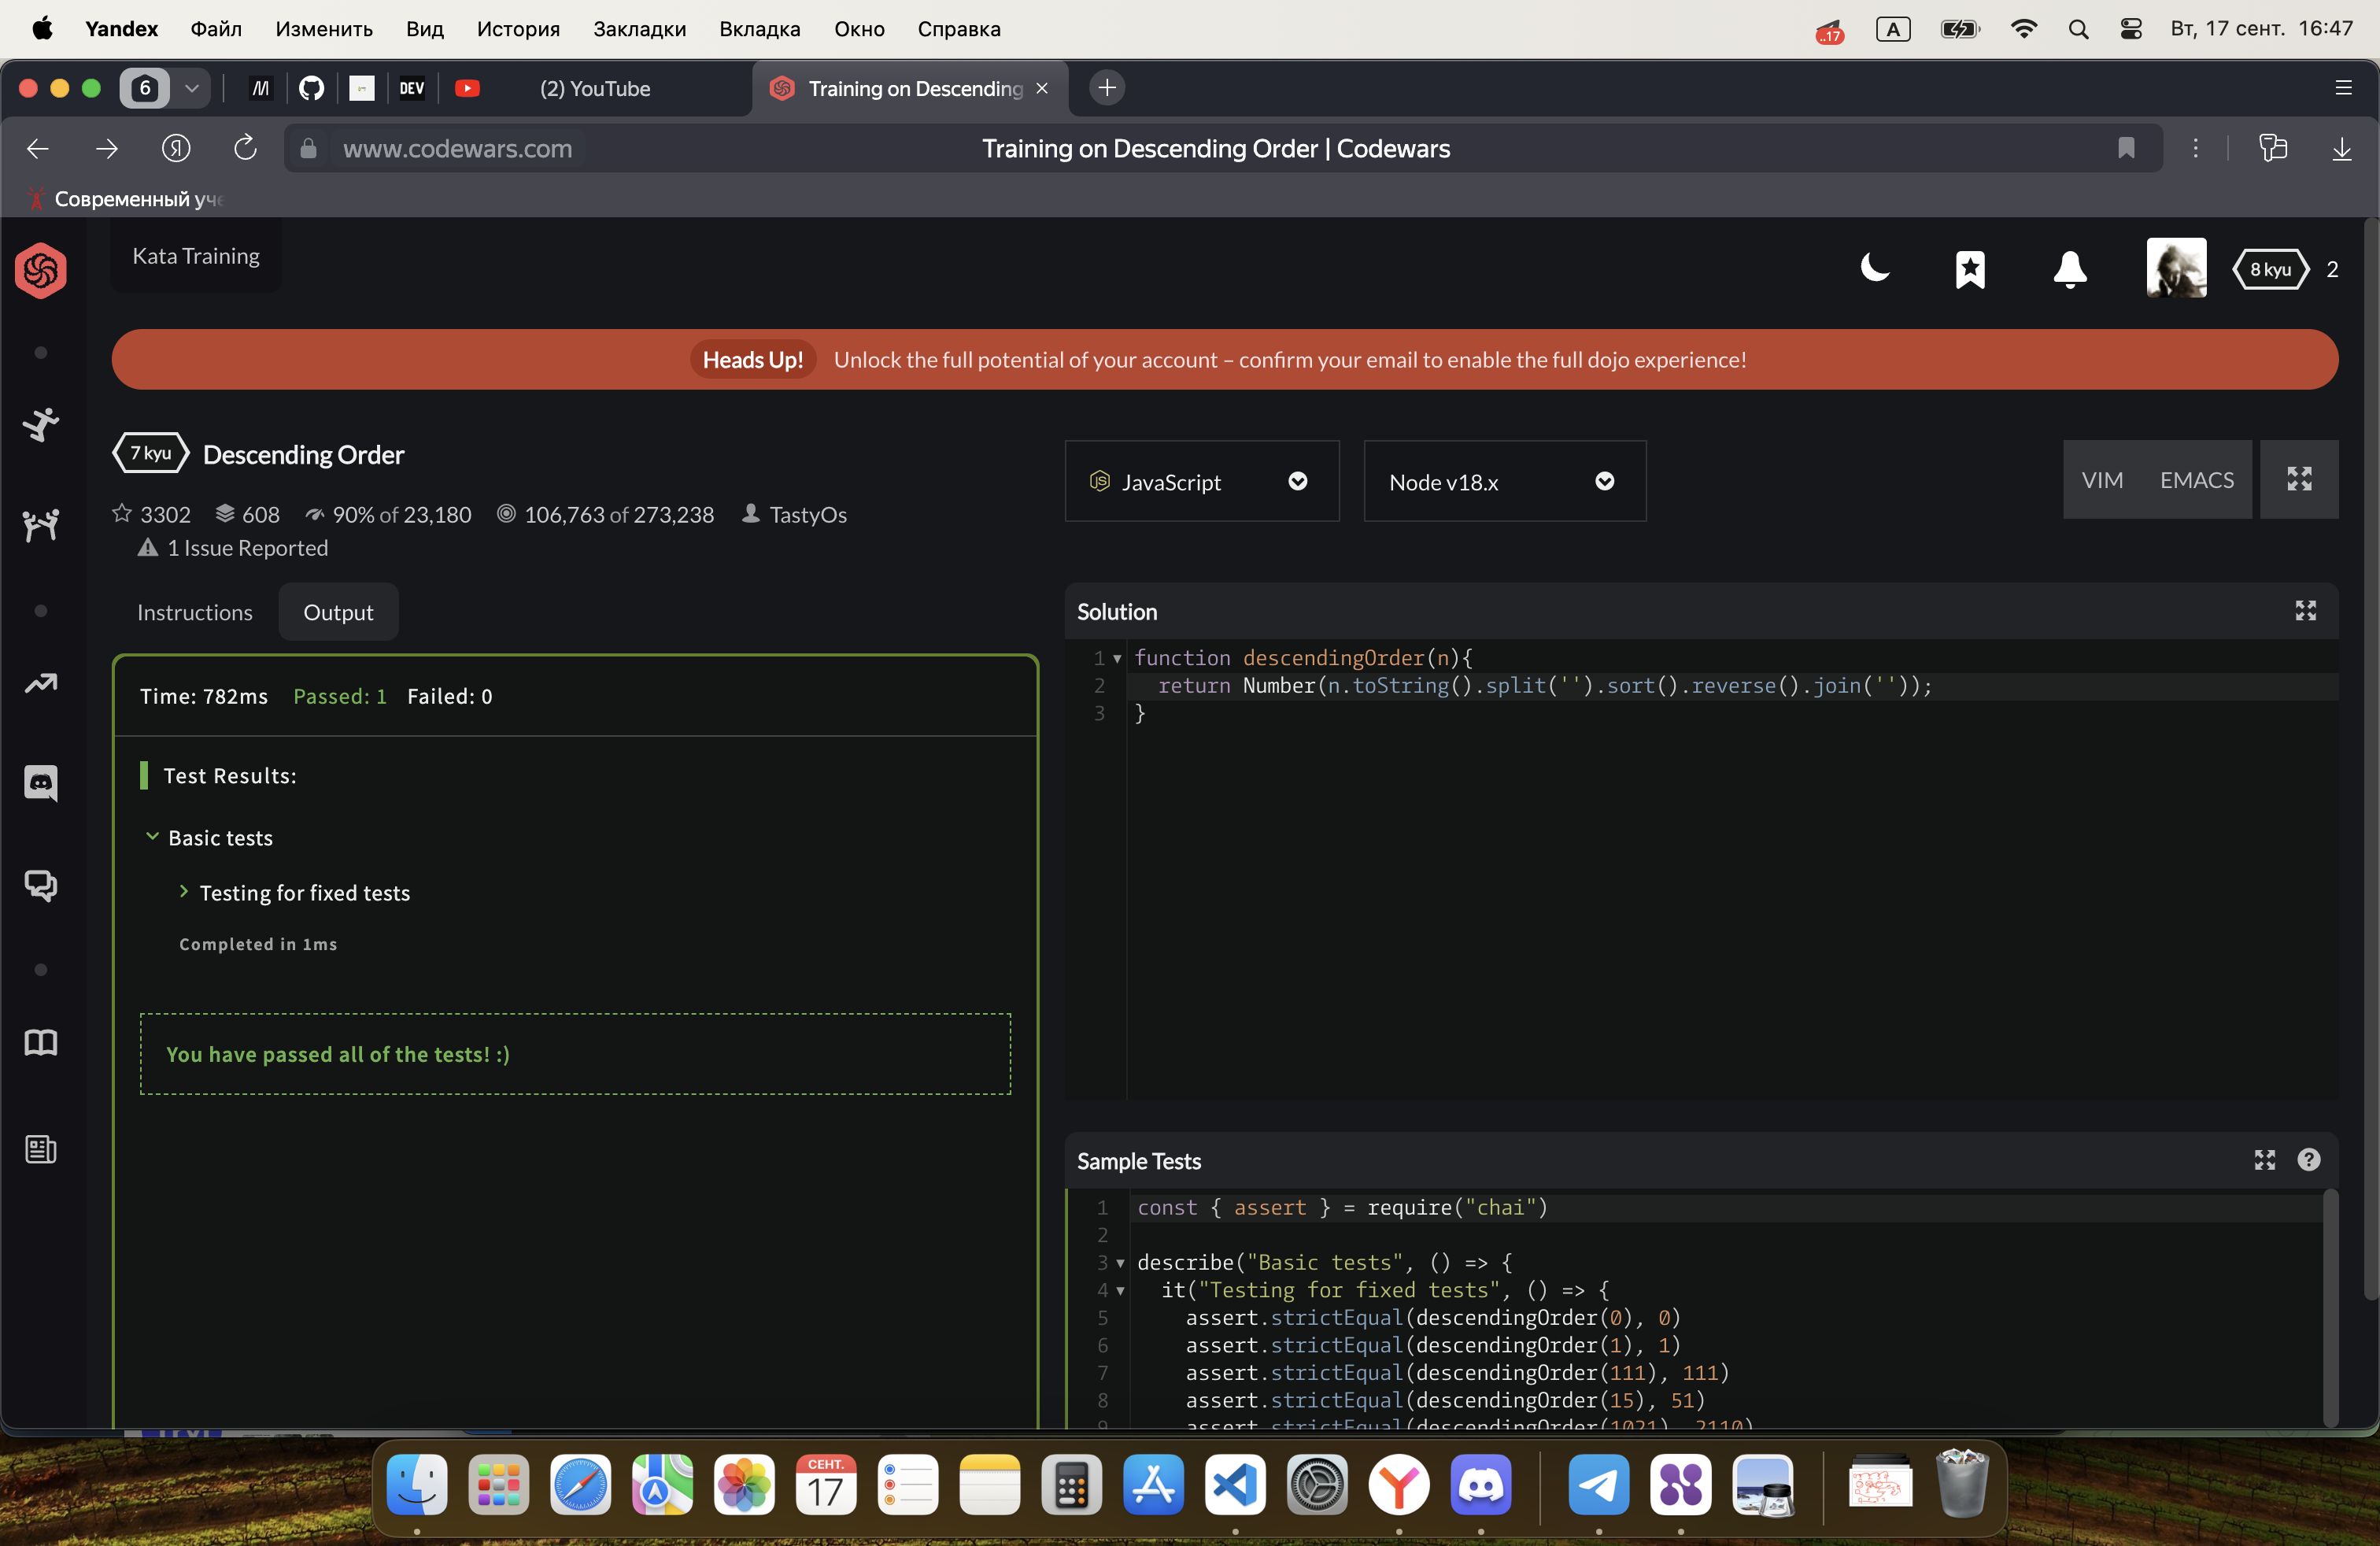 Yandex Файл Изменить Вид История Закладки Вкладка Окно Справка ..17 A Вт, 17 сент. 16:47
6 DEV (2) YouTube Training on Descending
Я www.codewars.com Training on Descending Order | Codewars
Современный уче
Kata Training 8 kyu 2
Heads Up! Unlock the full potential of your account – confirm your email to enable the full dojo experience!
7 kyu Descending Order
3302 608 90% of 23,180 106,763 of 273,238 TastyOs
1 Issue Reported
JS JavaScript Node v18.x VIM EMACS
Instructions Output
Time: 782ms Passed: 1 Failed: 0
Test Results:
Basic tests
Testing for fixed tests
Completed in 1ms
You have passed all of the tests! :)
Solution
1 function descendingOrder(n){
2 return Number(n.toString().split('').sort().reverse().join(''));
3 }
Sample Tests
1 const { assert } = require("chai")
2
3 describe("Basic tests", () => {
4 it("Testing for fixed tests", () => {
5 assert.strictEqual(descendingOrder(0), 0)
6 assert.strictEqual(descendingOrder(1), 1)
7 assert.strictEqual(descendingOrder(111), 111)
8 assert.strictEqual(descendingOrder(15), 51)
9 assert.strictEqual(descendingOrder(1021), 2110)
СЕНТ.
17